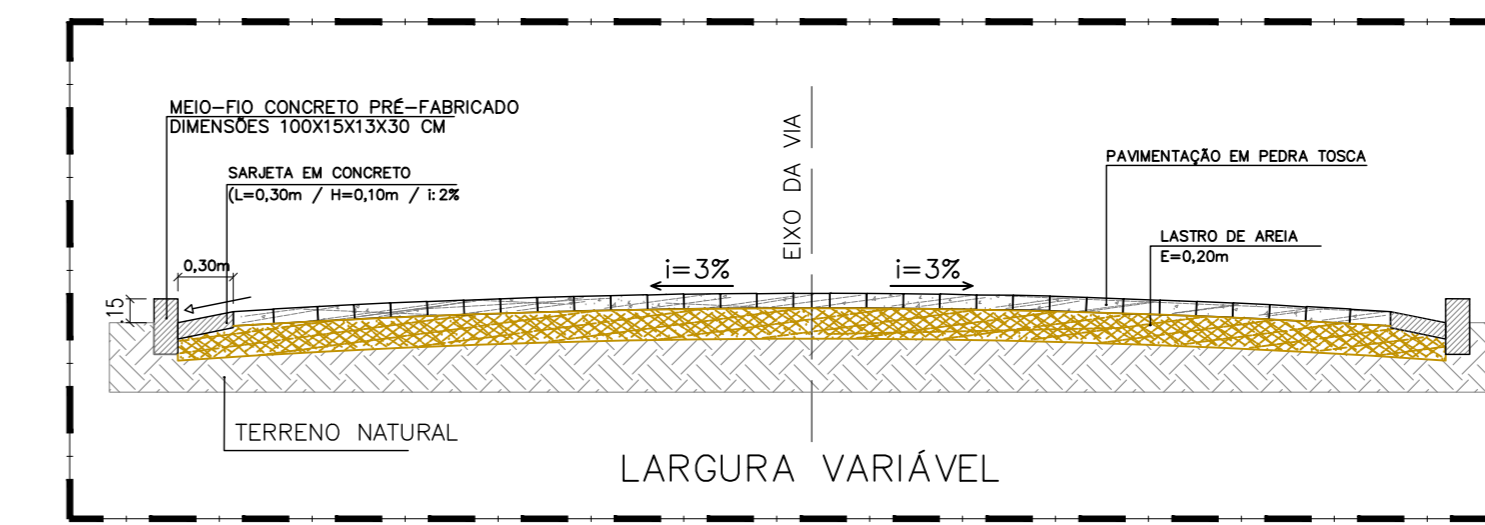 MEIO-FIO CONCRETO PRÉ-FABRICADO
DIMENSÕES 100X15X13X30 CM
SARJETA EM CONCRETO
(L=0,30m / H=0,10m / i: 2%
0,30m
15
i=3%
EIXO DA VIA
i=3%
PAVIMENTAÇÃO EM PEDRA TOSCA
LASTRO DE AREIA
E=0,20m
TERRENO NATURAL
LARGURA VARIÁVEL